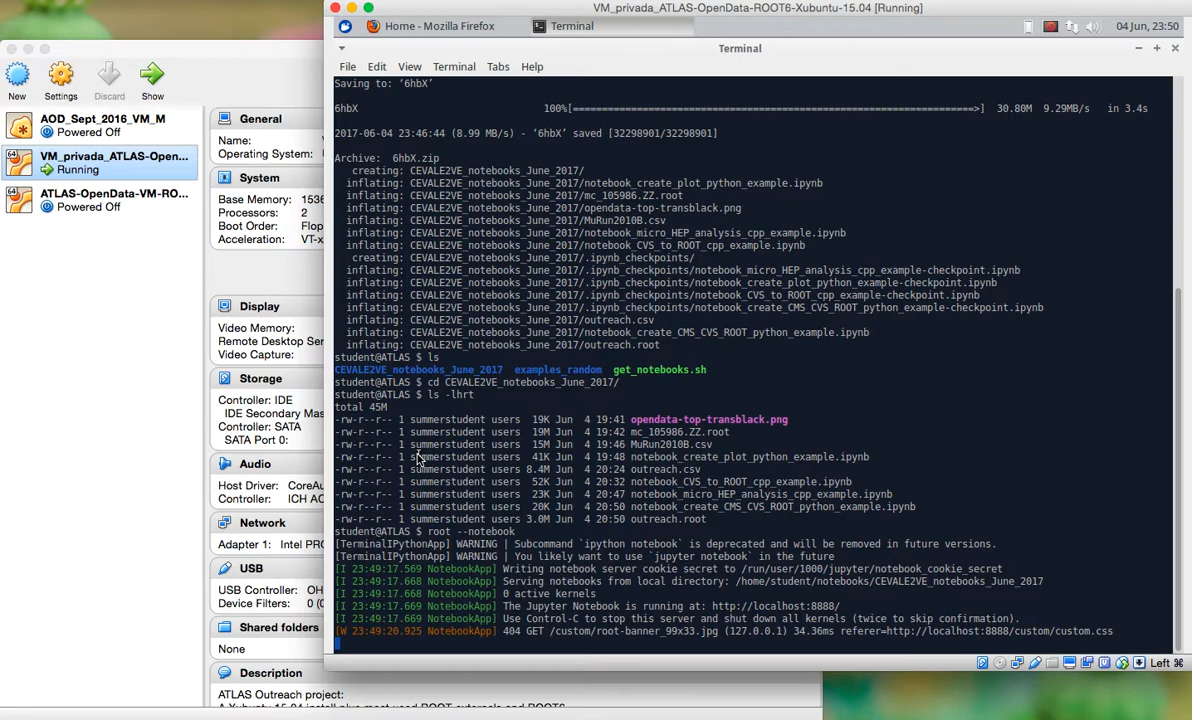 New
Settings
Discard
Show
AOD_Sept_2016_VM_M
Powered Off
64
VM_privada_ATLAS-Open...
Running
64
ATLAS-OpenData-VM-RO...
Powered Off
General
Name:
Operating System:
System
Base Memory: 1536
Processors: 2
Boot Order: Flop
Acceleration: VT-x
Display
Video Memory:
Remote Desktop Ser
Video Capture:
Storage
Controller: IDE
IDE Secondary Mas
Controller: SATA
SATA Port 0:
Audio
Host Driver: CoreAu
Controller: ICH AC
Network
Adapter 1: Intel PRO
USB
USB Controller: OH
Device Filters: 0 (0
Shared folders
None
Description
ATLAS Outreach project:
VM_privada_ATLAS-OpenData-ROOT6-Xubuntu-15.04 [Running]
Home - Mozilla Firefox
Terminal
04 Jun, 23:50
Terminal
File Edit View Terminal Tabs Help
Saving to: ‘6hbX’
6hbX 100%[====================================================================>] 30.80M 9.29MB/s in 3.4s
2017-06-04 23:46:44 (8.99 MB/s) - ‘6hbX’ saved [32298901/32298901]
Archive: 6hbX.zip
creating: CEVALE2VE_notebooks_June_2017/
inflating: CEVALE2VE_notebooks_June_2017/notebook_create_plot_python_example.ipynb
inflating: CEVALE2VE_notebooks_June_2017/mc_105986.ZZ.root
inflating: CEVALE2VE_notebooks_June_2017/opendata-top-transblack.png
inflating: CEVALE2VE_notebooks_June_2017/MuRun2010B.csv
inflating: CEVALE2VE_notebooks_June_2017/notebook_micro_HEP_analysis_cpp_example.ipynb
inflating: CEVALE2VE_notebooks_June_2017/notebook_CVS_to_ROOT_cpp_example.ipynb
creating: CEVALE2VE_notebooks_June_2017/.ipynb_checkpoints/
inflating: CEVALE2VE_notebooks_June_2017/.ipynb_checkpoints/notebook_micro_HEP_analysis_cpp_example-checkpoint.ipynb
inflating: CEVALE2VE_notebooks_June_2017/.ipynb_checkpoints/notebook_create_plot_python_example-checkpoint.ipynb
inflating: CEVALE2VE_notebooks_June_2017/.ipynb_checkpoints/notebook_CVS_to_ROOT_cpp_example-checkpoint.ipynb
inflating: CEVALE2VE_notebooks_June_2017/.ipynb_checkpoints/notebook_create_CMS_CVS_ROOT_python_example-checkpoint.ipynb
inflating: CEVALE2VE_notebooks_June_2017/outreach.csv
inflating: CEVALE2VE_notebooks_June_2017/notebook_create_CMS_CVS_ROOT_python_example.ipynb
inflating: CEVALE2VE_notebooks_June_2017/outreach.root
student@ATLAS $ ls
CEVALE2VE_notebooks_June_2017 examples_random get_notebooks.sh
student@ATLAS $ cd CEVALE2VE_notebooks_June_2017/
student@ATLAS $ ls -lhrt
total 45M
-rw-r--r-- 1 summerstudent users 19K Jun 4 19:41 opendata-top-transblack.png
-rw-r--r-- 1 summerstudent users 19M Jun 4 19:42 mc_105986.ZZ.root
-rw-r--r-- 1 summerstudent users 15M Jun 4 19:46 MuRun2010B.csv
-rw-r--r-- 1 summerstudent users 41K Jun 4 19:48 notebook_create_plot_python_example.ipynb
-rw-r--r-- 1 summerstudent users 8.4M Jun 4 20:24 outreach.csv
-rw-r--r-- 1 summerstudent users 52K Jun 4 20:32 notebook_CVS_to_ROOT_cpp_example.ipynb
-rw-r--r-- 1 summerstudent users 23K Jun 4 20:47 notebook_micro_HEP_analysis_cpp_example.ipynb
-rw-r--r-- 1 summerstudent users 20K Jun 4 20:50 notebook_create_CMS_CVS_ROOT_python_example.ipynb
-rw-r--r-- 1 summerstudent users 3.0M Jun 4 20:50 outreach.root
student@ATLAS $ root --notebook
[TerminalIPythonApp] WARNING | Subcommand `ipython notebook` is deprecated and will be removed in future versions.
[TerminalIPythonApp] WARNING | You likely want to use `jupyter notebook` in the future
[I 23:49:17.569 NotebookApp] Writing notebook server cookie secret to /run/user/1000/jupyter/notebook_cookie_secret
[I 23:49:17.668 NotebookApp] Serving notebooks from local directory: /home/student/notebooks/CEVALE2VE_notebooks_June_2017
[I 23:49:17.668 NotebookApp] 0 active kernels
[I 23:49:17.669 NotebookApp] The Jupyter Notebook is running at: http://localhost:8888/
[I 23:49:17.669 NotebookApp] Use Control-C to stop this server and shut down all kernels (twice to skip confirmation).
[W 23:49:20.925 NotebookApp] 404 GET /custom/root-banner_99x33.jpg (127.0.0.1) 34.36ms referer=http://localhost:8888/custom/custom.css
Left ⌘